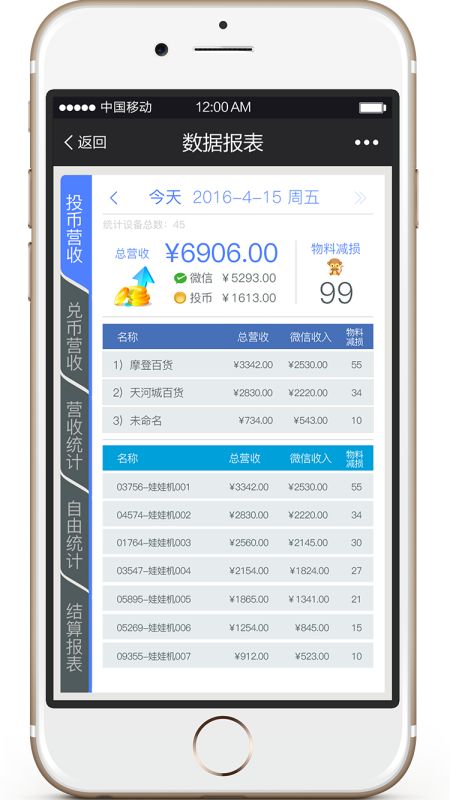 中国移动 12:00 AM
返回 数据报表
投币营收
兑币营收
营收统计
自由统计
结算报表
今天 2016-4-15 周五
统计设备总数：45
总营收 ¥6906.00
微信 ¥5293.00
投币 ¥1613.00
物料减损
99
名称 总营收 微信收入 物料减损
1）摩登百货 ¥3342.00 ¥2530.00 55
2）天河城百货 ¥2830.00 ¥2220.00 34
3）未命名 ¥734.00 ¥543.00 10
名称 总营收 微信收入 物料减损
03756-娃娃机001 ¥3342.00 ¥2530.00 55
04574-娃娃机002 ¥2830.00 ¥2220.00 34
01764-娃娃机003 ¥2560.00 ¥2145.00 30
03547-娃娃机004 ¥2154.00 ¥1824.00 27
05895-娃娃机005 ¥1865.00 ¥1341.00 21
05269-娃娃机006 ¥1254.00 ¥845.00 15
09355-娃娃机007 ¥912.00 ¥523.00 10